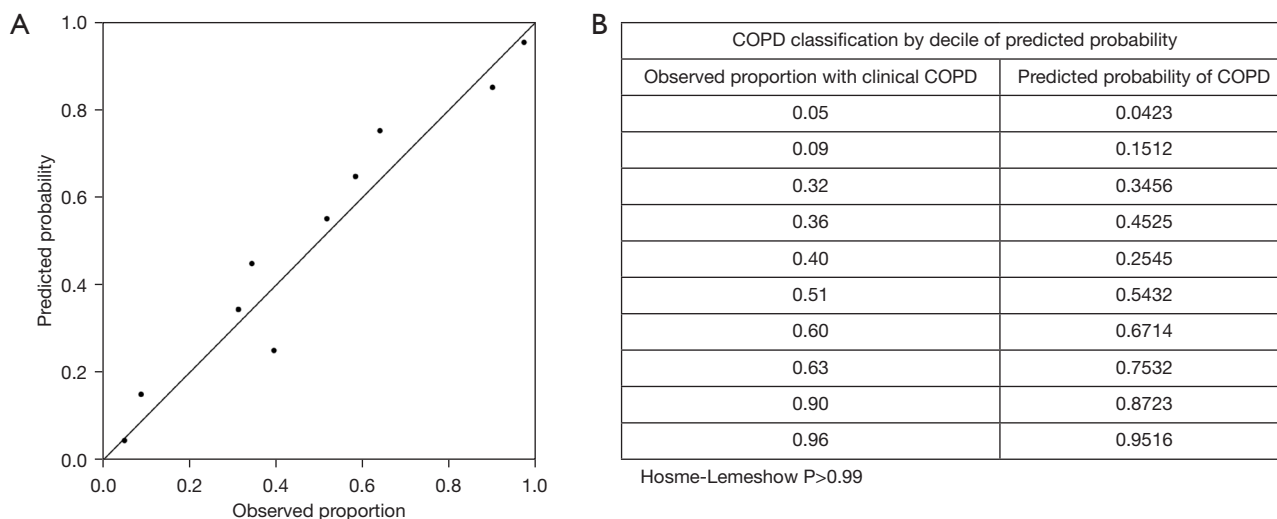 A
1.0
0.8
0.6
0.4
0.2
0.0
Predicted probability
0.0 0.2 0.4 0.6 0.8 1.0
Observed proportion
B
COPD classification by decile of predicted probability
Observed proportion with clinical COPD Predicted probability of COPD
0.05 0.0423
0.09 0.1512
0.32 0.3456
0.36 0.4525
0.40 0.2545
0.51 0.5432
0.60 0.6714
0.63 0.7532
0.90 0.8723
0.96 0.9516
Hosme-Lemeshow P>0.99